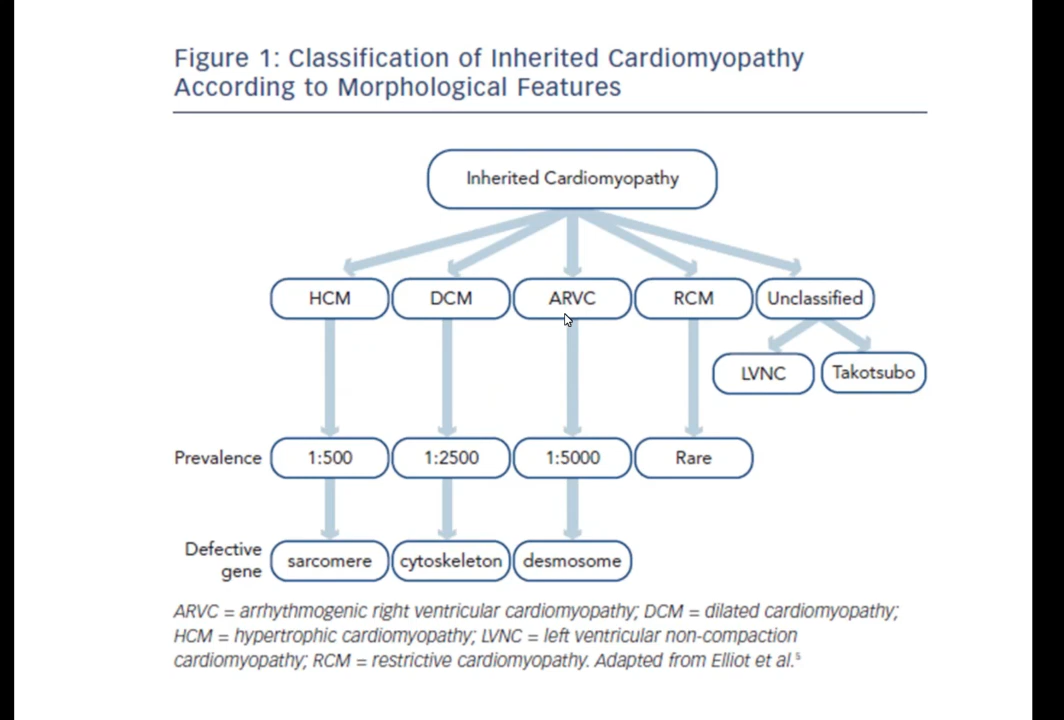 Figure 1: Classification of Inherited Cardiomyopathy
According to Morphological Features
Inherited Cardiomyopathy
HCM DCM ARVC RCM Unclassified
LVNC Takotsubo
Prevalence 1:500 1:2500 1:5000 Rare
Defective
gene sarcomere cytoskeleton desmosome
ARVC = arrhythmogenic right ventricular cardiomyopathy; DCM = dilated cardiomyopathy;
HCM = hypertrophic cardiomyopathy; LVNC = left ventricular non-compaction
cardiomyopathy; RCM = restrictive cardiomyopathy. Adapted from Elliot et al.⁵